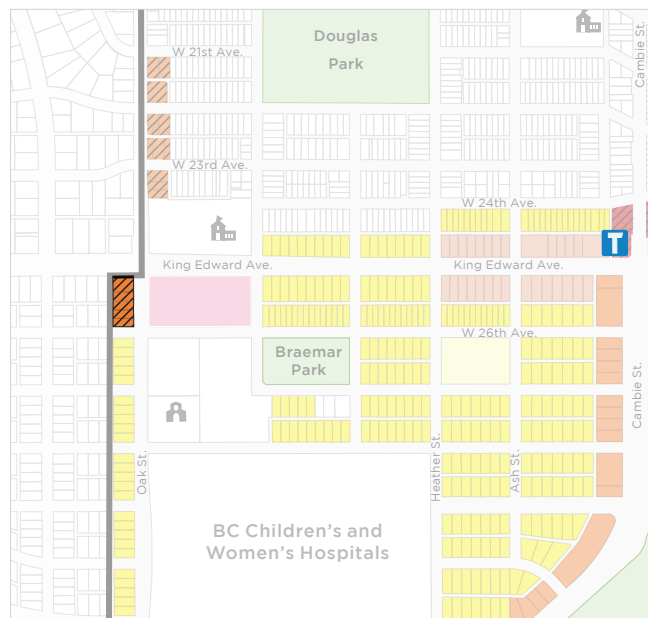 Douglas
Park
W 21st Ave.
Cambie St.
W 23rd Ave.
W 24th Ave.
T
King Edward Ave.
King Edward Ave.
W 26th Ave.
Braemar
Park
Cambie St.
Oak St.
Heather St.
Ash St.
BC Children's and
Women's Hospitals